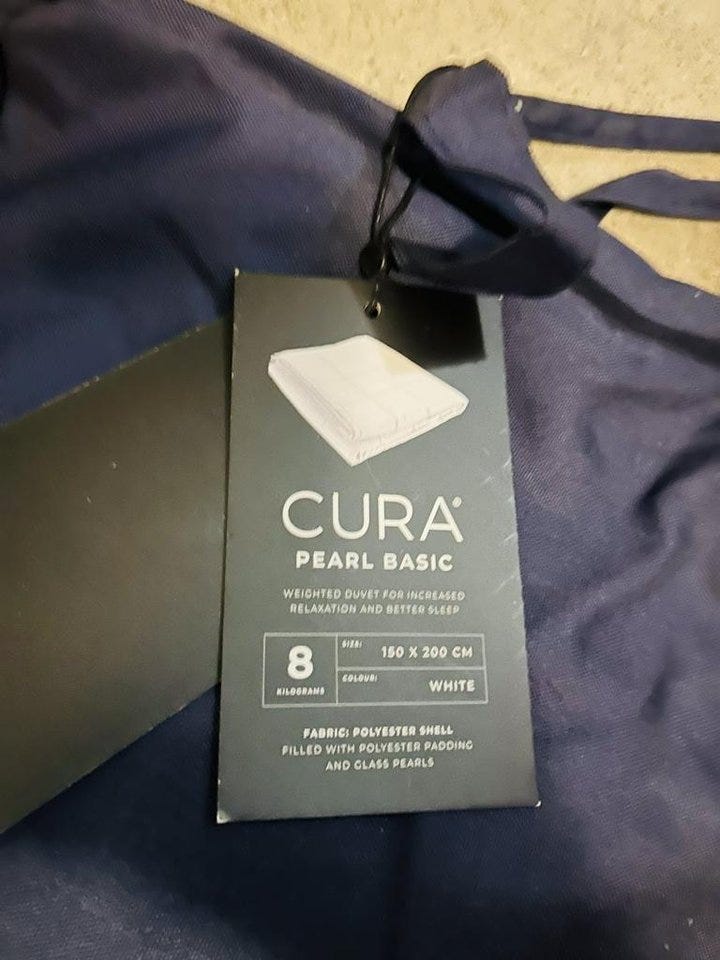 CURA®
PEARL BASIC
WEIGHTED DUVET FOR INCREASED
RELAXATION AND BETTER SLEEP
8
KILOGRAMS
SIZE:
150 X 200 CM
COLOUR:
WHITE
FABRIC: POLYESTER SHELL
FILLED WITH POLYESTER PADDING
AND GLASS PEARLS